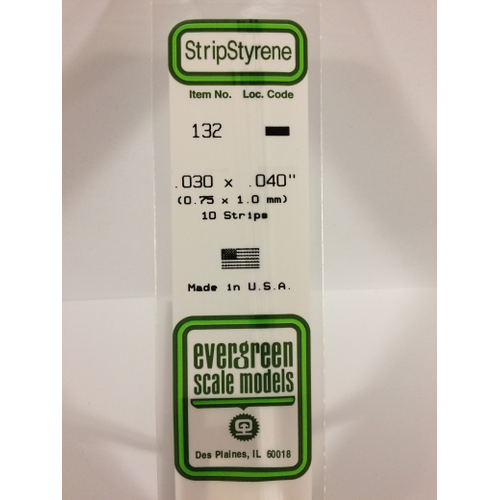 StripStyrene
Item No. Loc. Code
132
.030 x .040"
(0.75 x 1.0 mm)
10 Strips
Made in U.S.A.
evergreen
scale models
Des Plaines, IL 60018